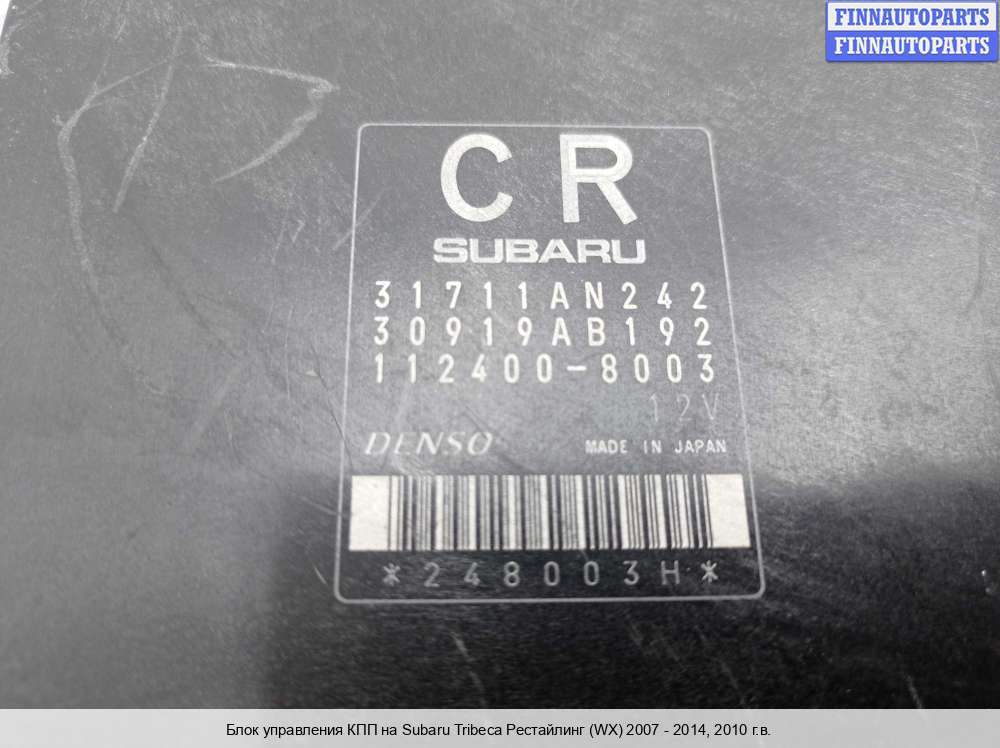 FINNAUTOPARTS
FINNAUTOPARTS
CR
SUBARU
31711AN242
30919AB192
112400-8003
12V
DENSO MADE IN JAPAN
*248003H*
Блок управления КПП на Subaru Tribeca Рестайлинг (WX) 2007 - 2014, 2010 г.в.